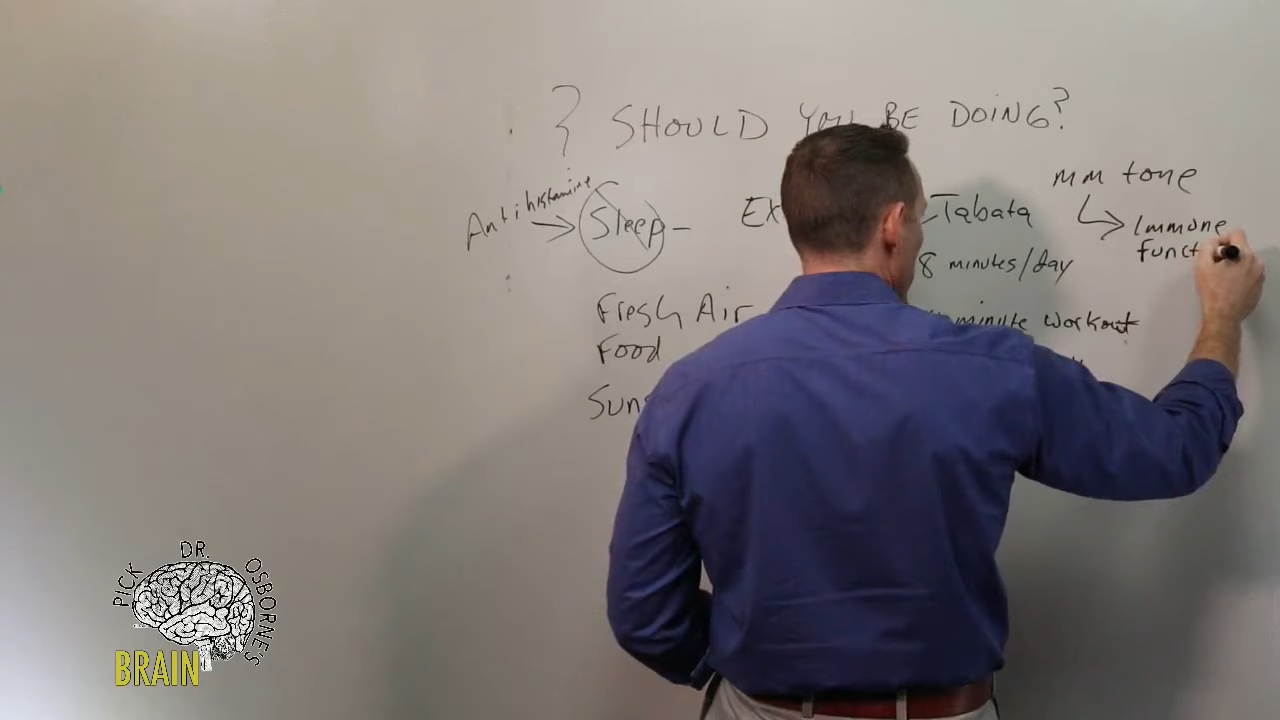 SHOULD YOU BE DOING?
Antihistamine → Sleep -
Ex
Tabata
mm tone
Immune
funct
8 minutes/day
Fresh Air
minute workout
Food
Suns
PICK DR. OSBORNE'S
BRAIN